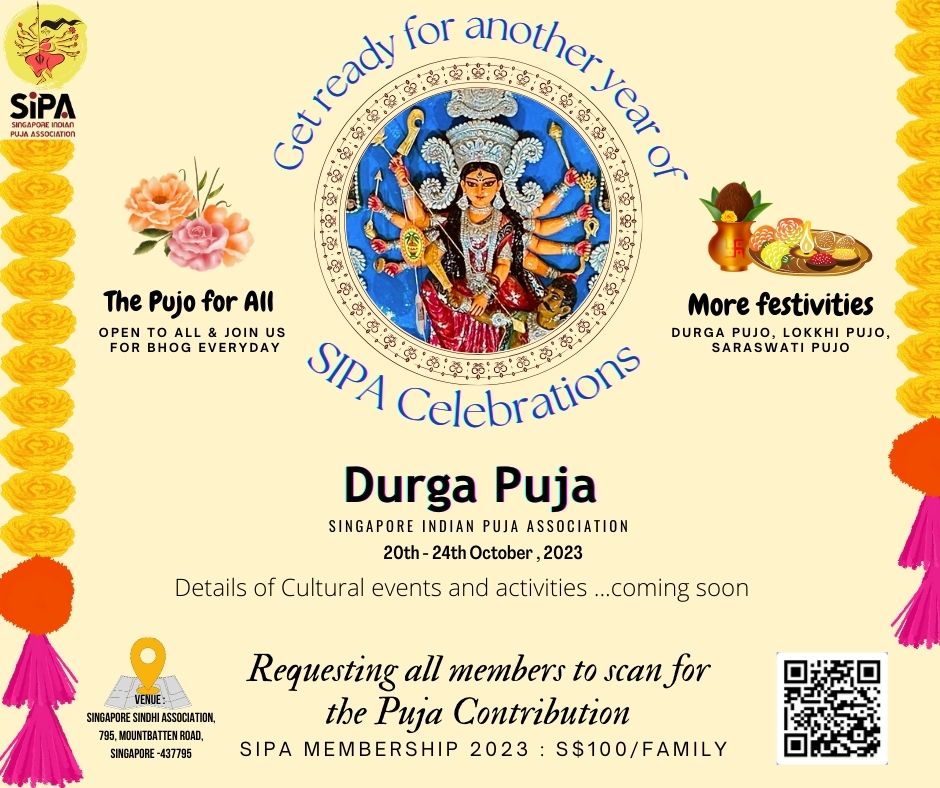 SiPA
SINGAPORE INDIAN
PUJA ASSOCIATION
Get ready for another year of
SIPA Celebrations
The Pujo for All
OPEN TO ALL & JOIN US
FOR BHOG EVERYDAY
More festivities
DURGA PUJO, LOKKHI PUJO,
SARASWATI PUJO
Durga Puja
SINGAPORE INDIAN PUJA ASSOCIATION
20th - 24th October , 2023
Details of Cultural events and activities ...coming soon
VENUE :
SINGAPORE SINDHI ASSOCIATION,
795, MOUNTBATTEN ROAD,
SINGAPORE -437795
Requesting all members to scan for
the Puja Contribution
SIPA MEMBERSHIP 2023 : S$100/FAMILY